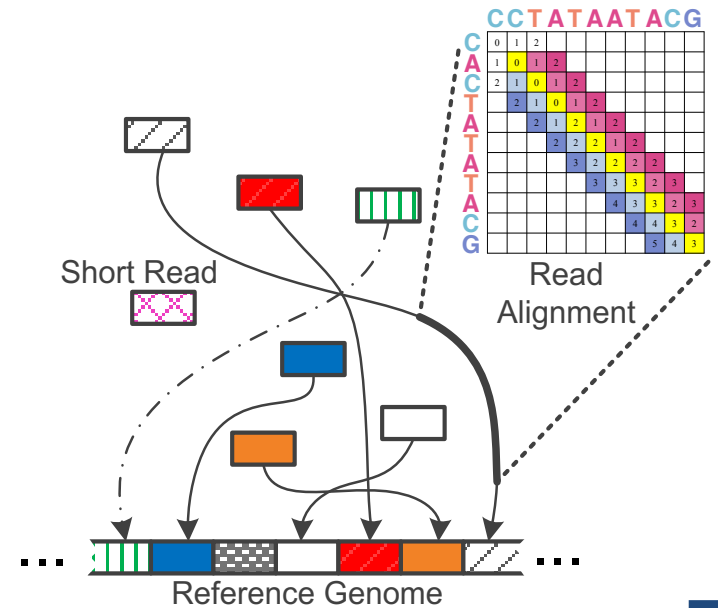 C C T A T A A T A C G
C 0 1 2
A 1 0 1 2
C 2 1 0 1 2
T 2 1 0 1 2
A 2 1 2 1 2
T 2 2 2 1 2
A 3 2 2 2 2
T 3 3 3 2 3
A 4 3 3 2 3
C 4 4 3 2
G 5 4 3
Short Read
Read
Alignment
... ...
Reference Genome